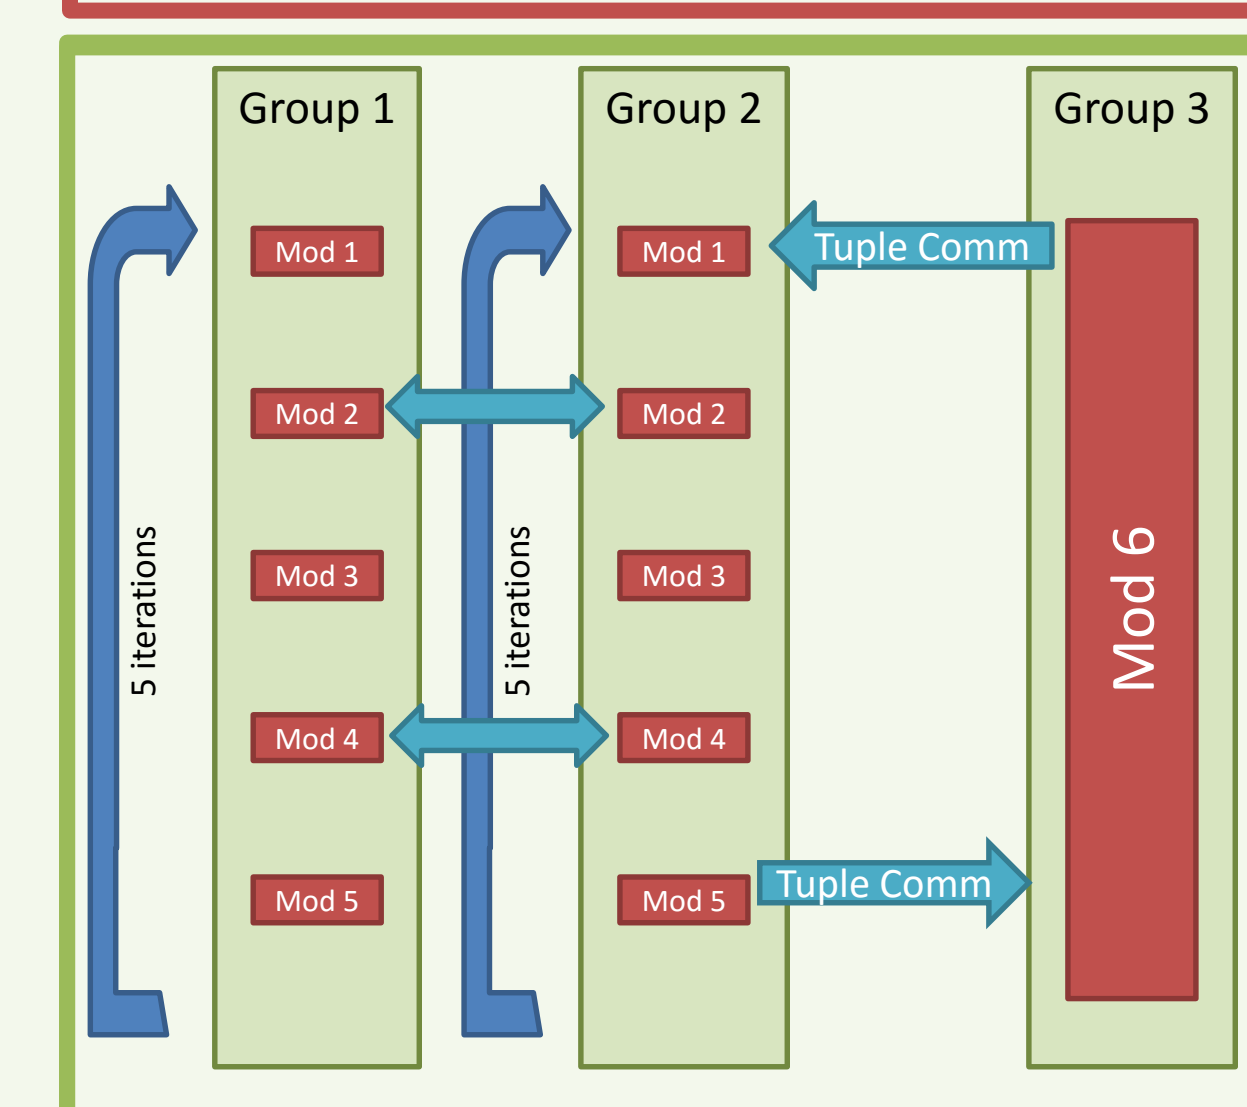 Group 1
Group 2
Group 3
Mod 1
Mod 1
Tuple Comm
Mod 2
Mod 2
5 iterations
5 iterations
Mod 3
Mod 3
Mod 6
Mod 4
Mod 4
Mod 5
Mod 5
Tuple Comm